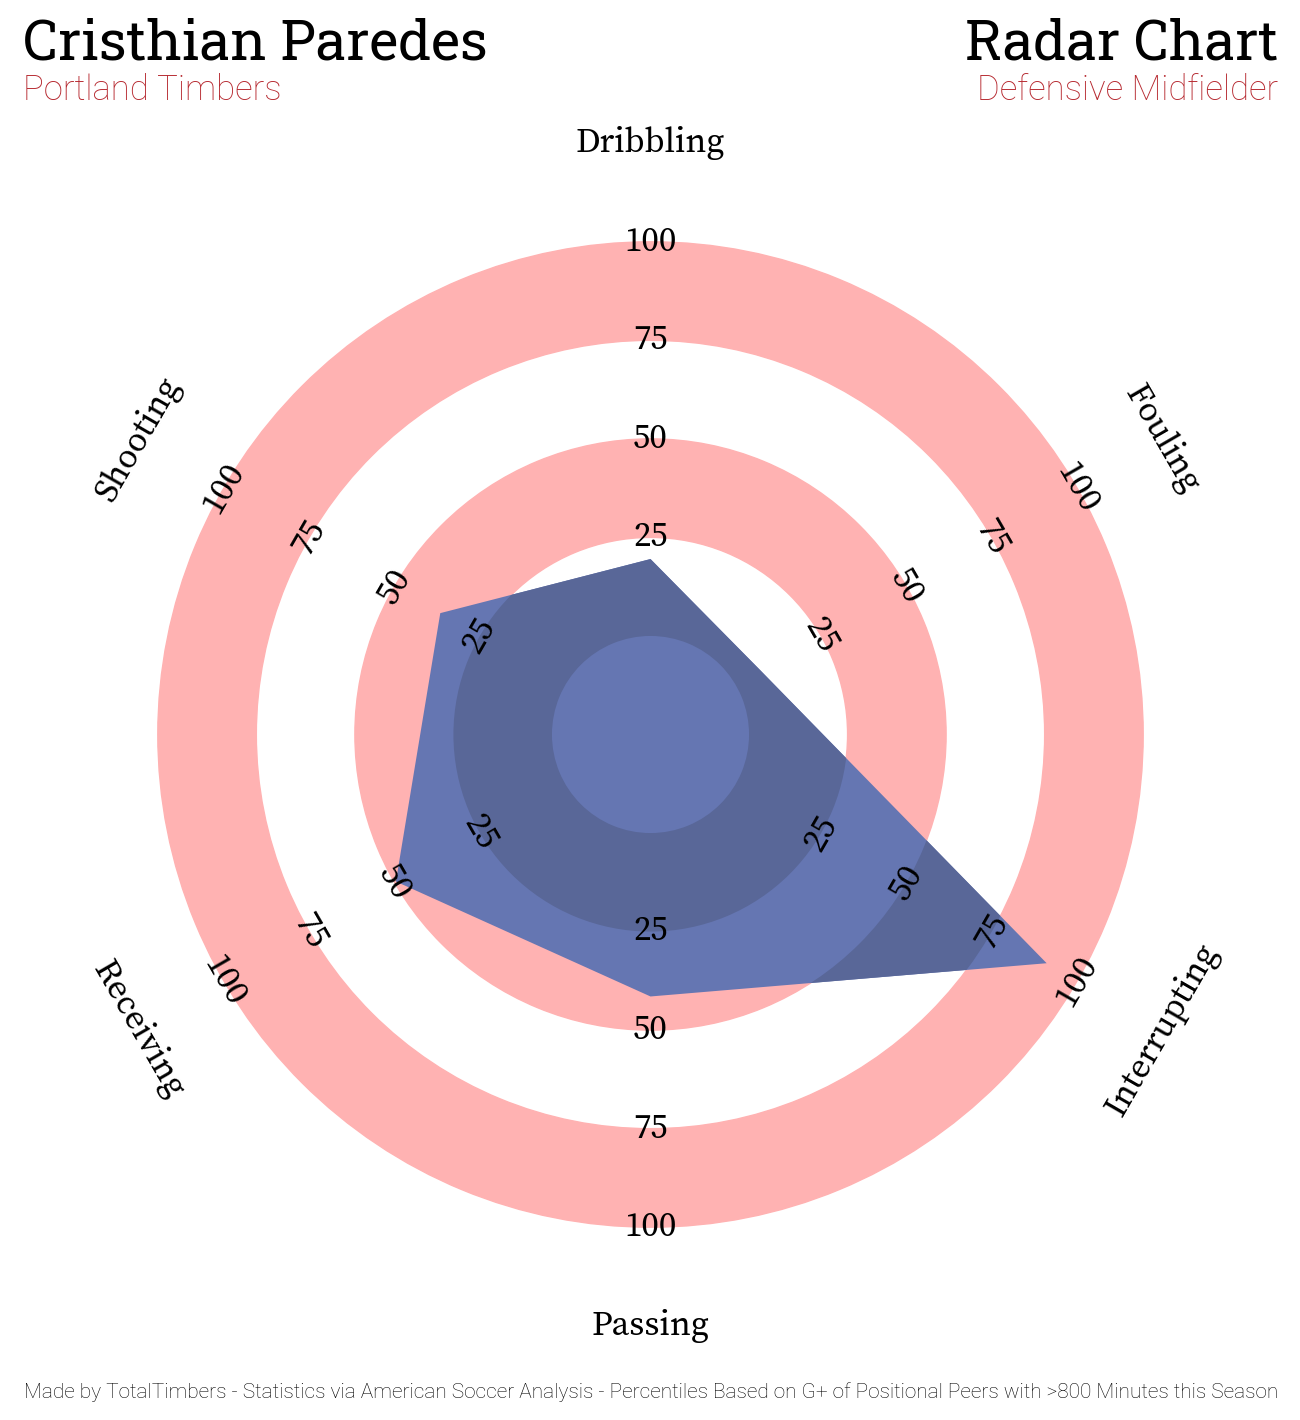 Cristhian Paredes
Portland Timbers
Radar Chart
Defensive Midfielder
Dribbling
100
75
50
25
Fouling
100
75
50
25
Shooting
100
75
50
25
Receiving
25
50
75
100
Interrupting
25
50
75
100
25
50
75
100
Passing
Made by TotalTimbers - Statistics via American Soccer Analysis - Percentiles Based on G+ of Positional Peers with >800 Minutes this Season